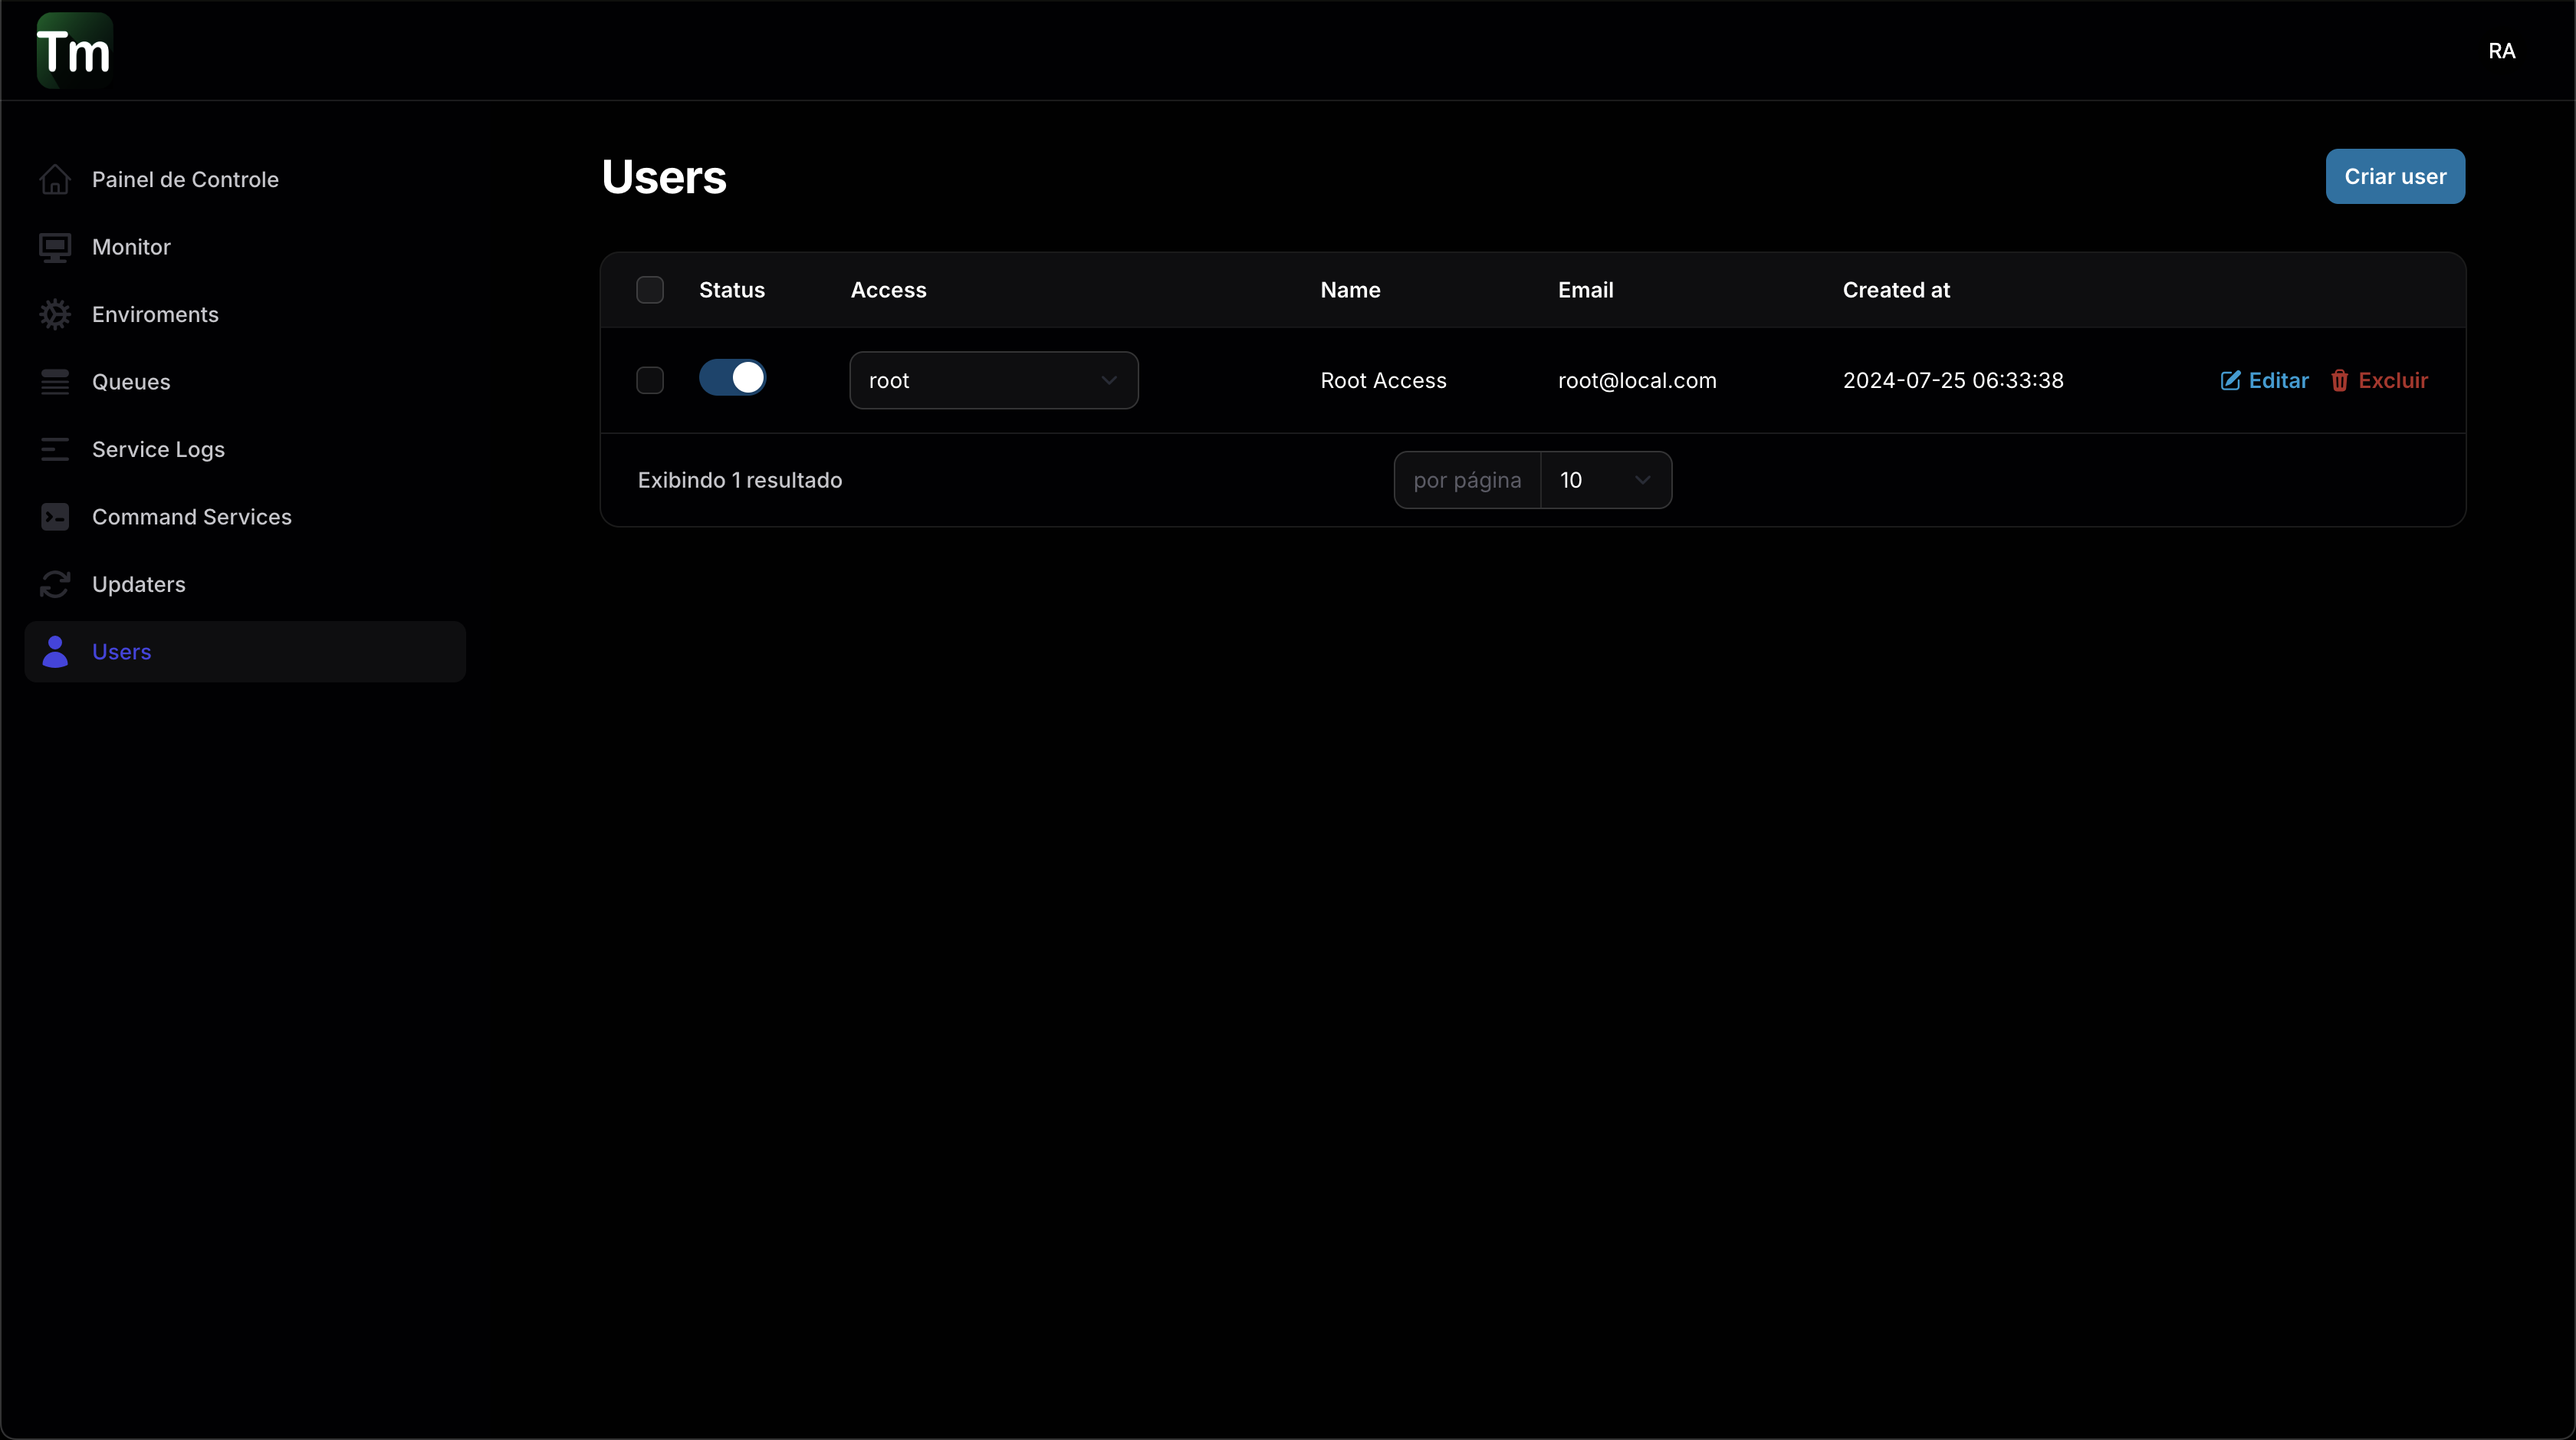 Tm
RA
Painel de Controle
Monitor
Enviroments
Queues
Service Logs
Command Services
Updaters
Users
Users
Criar user
Status Access Name Email Created at
root Root Access root@local.com 2024-07-25 06:33:38 Editar Excluir
Exibindo 1 resultado por página 10